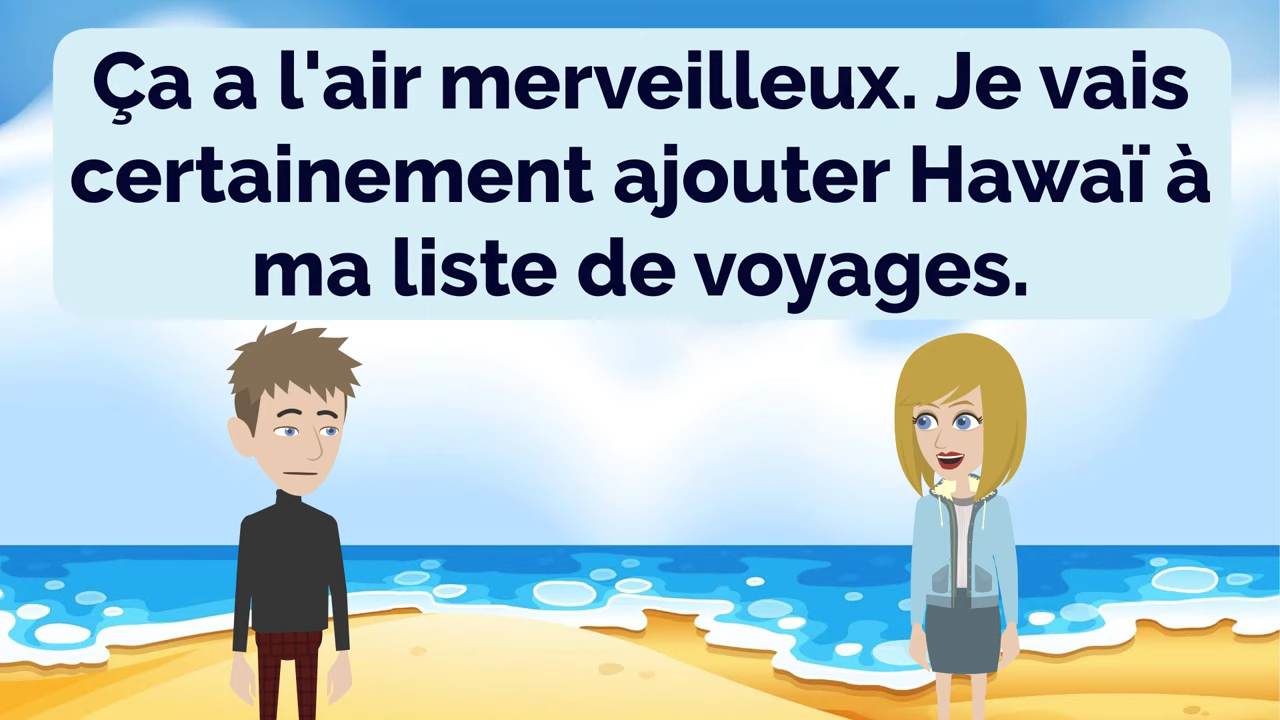 Ça a l'air merveilleux. Je vais
certainement ajouter Hawaï à
ma liste de voyages.